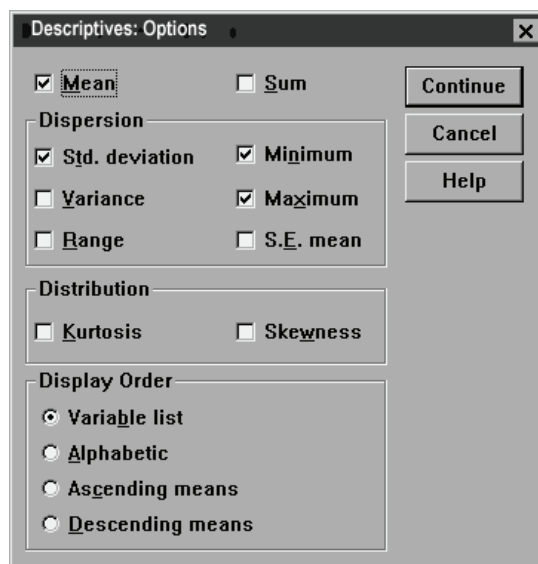 Descriptives: Options
Mean
Sum
Continue
Cancel
Help
Dispersion
Std. deviation
Minimum
Variance
Maximum
Range
S.E. mean
Distribution
Kurtosis
Skewness
Display Order
Variable list
Alphabetic
Ascending means
Descending means